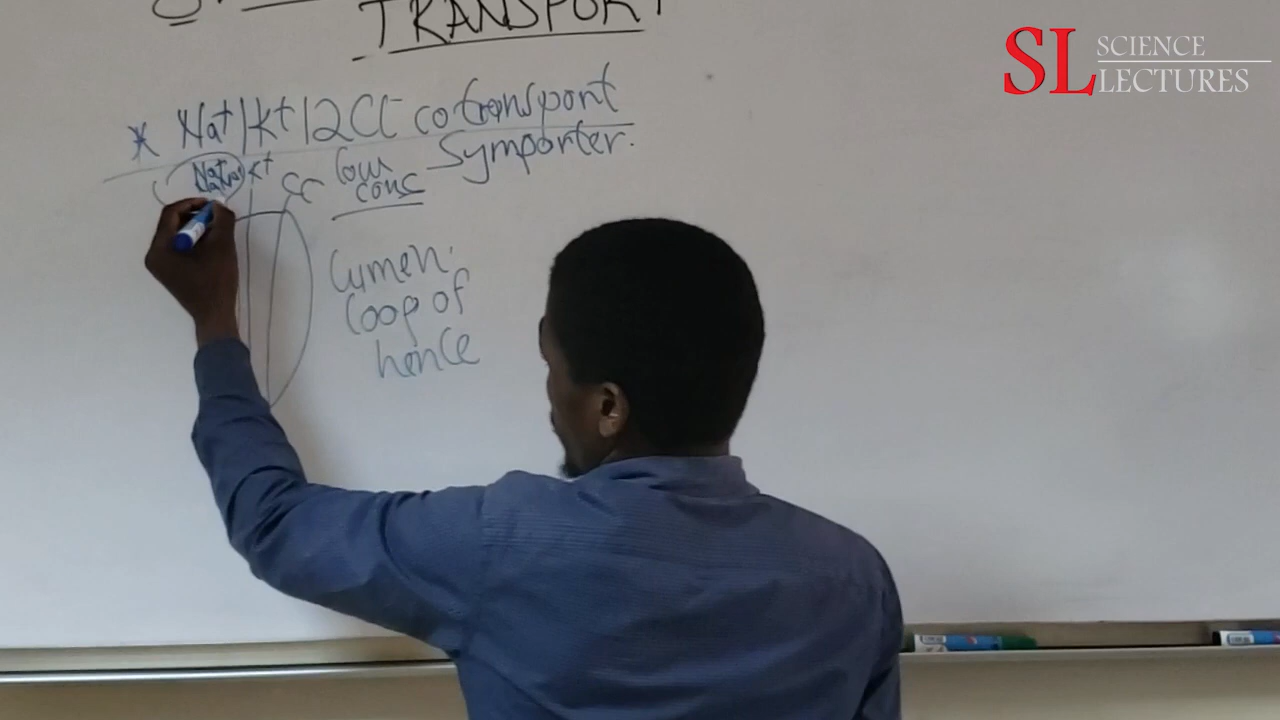 TRANSPORT
* Na+/K+/2Cl- cotransport
Symporter.
Na+
K+
Cl-
low
conc
Lumen.
Loop of
henle
SL SCIENCE
LECTURES